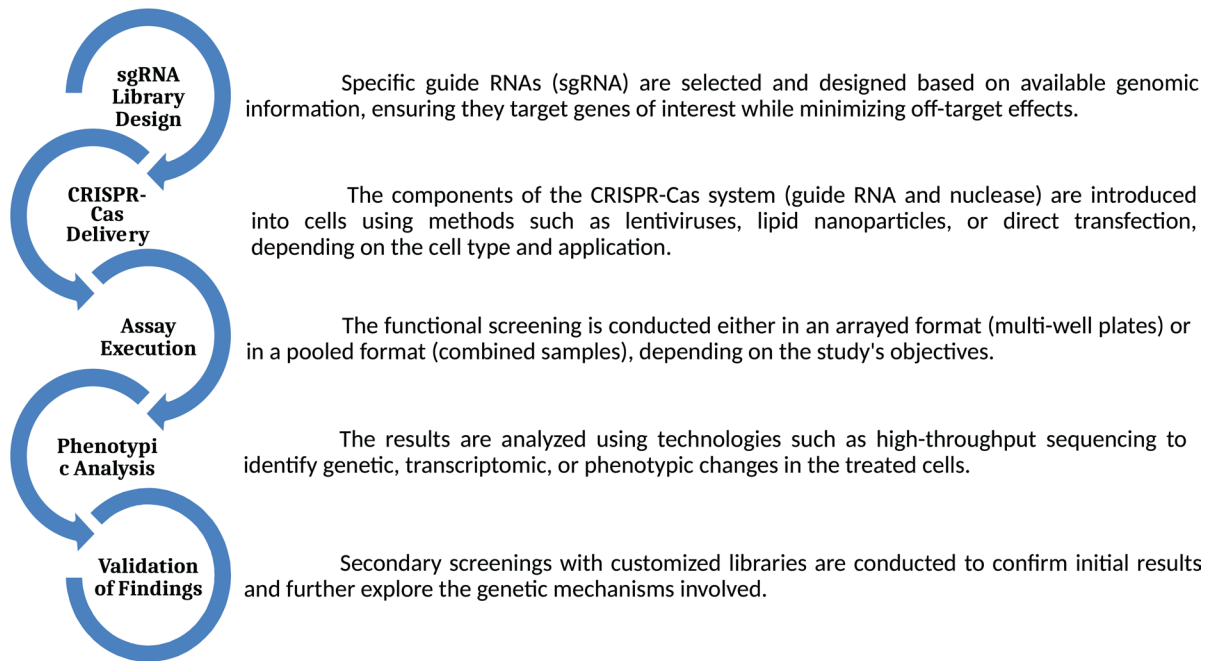 sgRNA
Library
Design
Specific guide RNAs (sgRNA) are selected and designed based on available genomic
information, ensuring they target genes of interest while minimizing off-target effects.
CRISPR-
Cas
Delivery
The components of the CRISPR-Cas system (guide RNA and nuclease) are introduced
into cells using methods such as lentiviruses, lipid nanoparticles, or direct transfection,
depending on the cell type and application.
Assay
Execution
The functional screening is conducted either in an arrayed format (multi-well plates) or
in a pooled format (combined samples), depending on the study's objectives.
Phenotypi
c Analysis
The results are analyzed using technologies such as high-throughput sequencing to
identify genetic, transcriptomic, or phenotypic changes in the treated cells.
Validation
of Findings
Secondary screenings with customized libraries are conducted to confirm initial results
and further explore the genetic mechanisms involved.